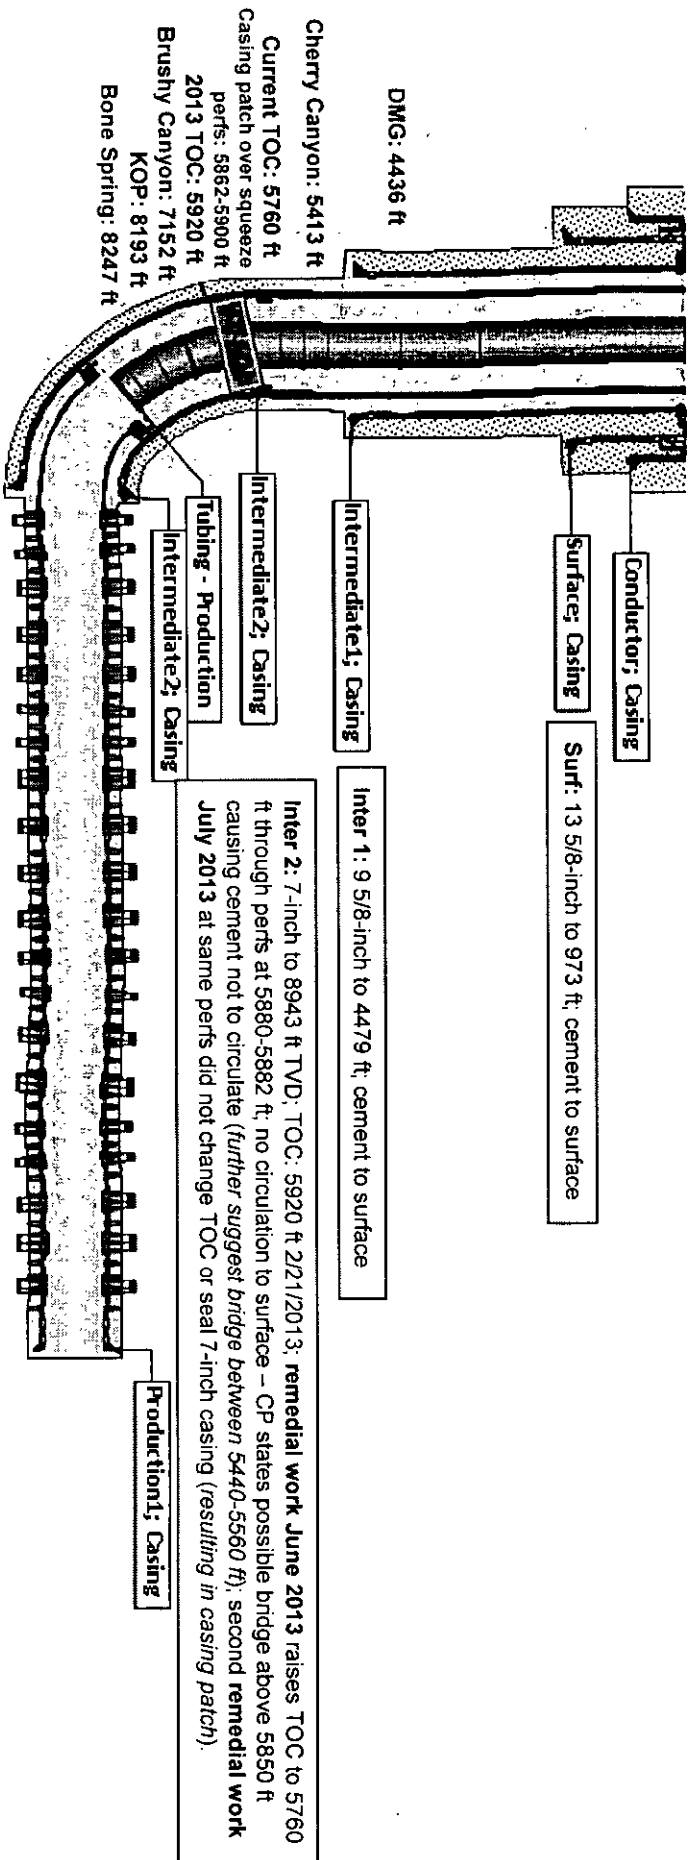 DMG: 4436 ft
Cherry Canyon: 5413 ft
Current TOC: 5760 ft
Casing patch over squeeze
perfs: 5862-5900 ft
2013 TOC: 5920 ft
Brushy Canyon: 7152 ft
KOP: 8193 ft
Bone Spring: 8247 ft
Conductor; Casing
Surface; Casing
Surf: 13 5/8-inch to 973 ft; cement to surface
Intermediate1; Casing
Inter 1: 9 5/8-inch to 4479 ft; cement to surface
Intermediate2; Casing
Tubing - Production
Intermediate2; Casing
Inter 2: 7-inch to 8943 ft TVD; TOC: 5920 ft 2/21/2013; remedial work June 2013 raises TOC to 5760
ft through perfs at 5880-5882 ft; no circulation to surface – CP states possible bridge above 5850 ft
causing cement not to circulate (further suggest bridge between 5440-5560 ft); second remedial work
July 2013 at same perfs did not change TOC or seal 7-inch casing (resulting in casing patch).
Production1; Casing